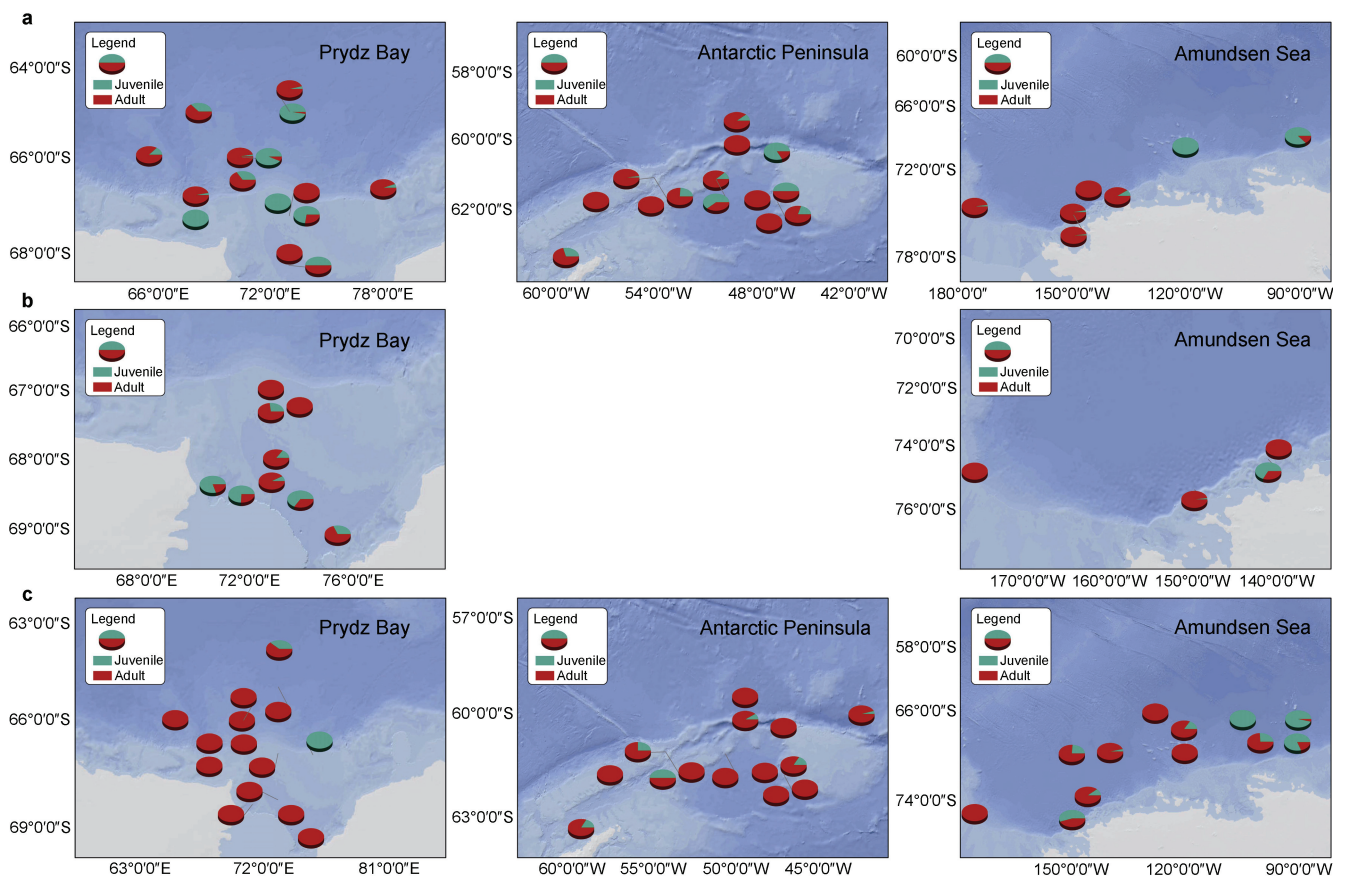 a
Legend
Juvenile
Adult
Prydz Bay
64°0′0″S
66°0′0″S
68°0′0″S
66°0′0″E
72°0′0″E
78°0′0″E
Legend
Juvenile
Adult
Antarctic Peninsula
58°0′0″S
60°0′0″S
62°0′0″S
60°0′0″W
54°0′0″W
48°0′0″W
42°0′0″W
Legend
Juvenile
Adult
Amundsen Sea
60°0′0″S
66°0′0″S
72°0′0″S
78°0′0″S
180°0′0″
150°0′0″W
120°0′0″W
90°0′0″W
b
Legend
Juvenile
Adult
Prydz Bay
66°0′0″S
67°0′0″S
68°0′0″S
69°0′0″S
68°0′0″E
72°0′0″E
76°0′0″E
Legend
Juvenile
Adult
Amundsen Sea
70°0′0″S
72°0′0″S
74°0′0″S
76°0′0″S
170°0′0″W
160°0′0″W
150°0′0″W
140°0′0″W
c
Legend
Juvenile
Adult
Prydz Bay
63°0′0″S
66°0′0″S
69°0′0″S
63°0′0″E
72°0′0″E
81°0′0″E
Legend
Juvenile
Adult
Antarctic Peninsula
57°0′0″S
60°0′0″S
63°0′0″S
60°0′0″W
55°0′0″W
50°0′0″W
45°0′0″W
Legend
Juvenile
Adult
Amundsen Sea
58°0′0″S
66°0′0″S
74°0′0″S
150°0′0″W
120°0′0″W
90°0′0″W